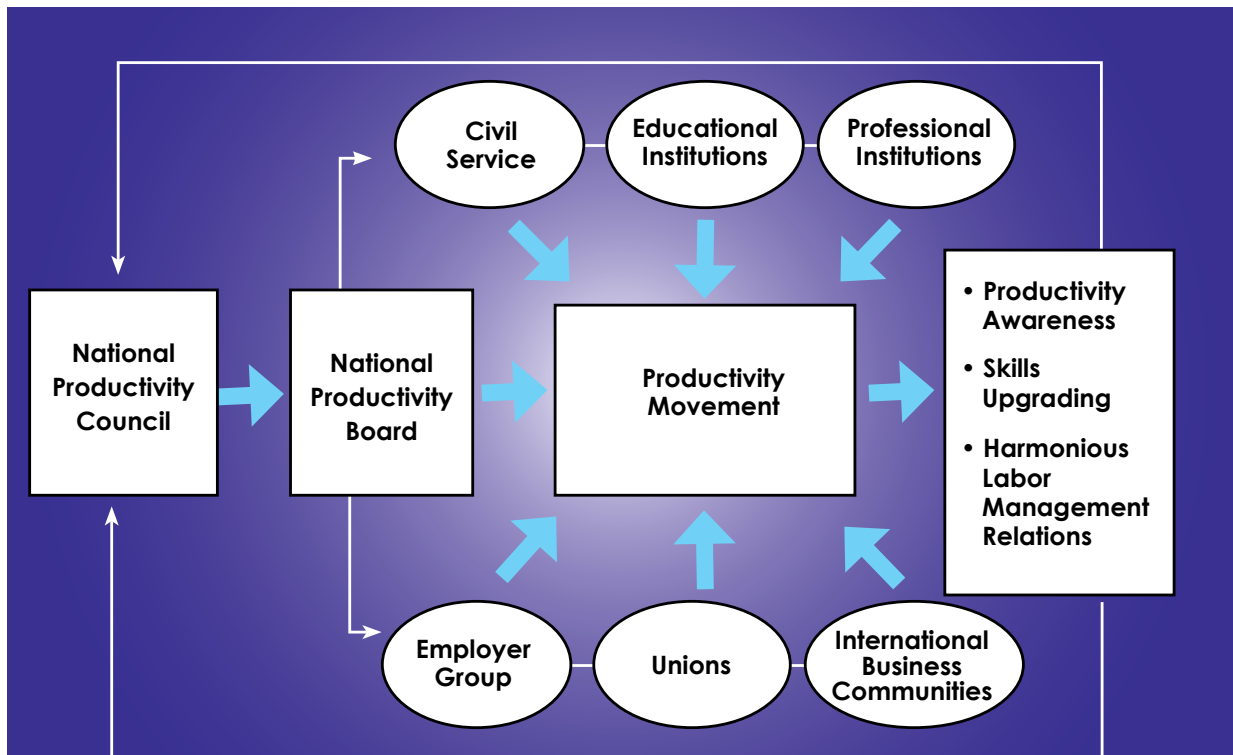 Civil
Service
Educational
Institutions
Professional
Institutions
National
Productivity
Council
National
Productivity
Board
Productivity
Movement
• Productivity
Awareness
• Skills
Upgrading
• Harmonious
Labor
Management
Relations
Employer
Group
Unions
International
Business
Communities